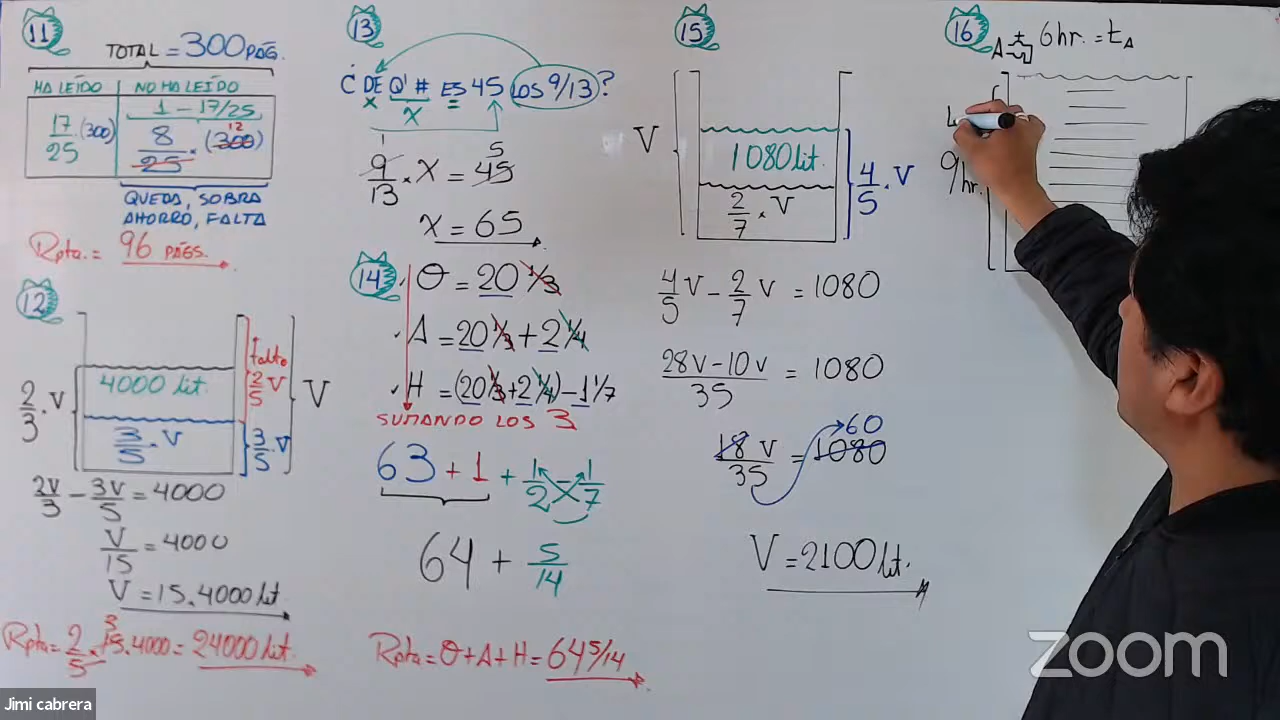 11
TOTAL = 300 PÁG.
HA LEÍDO NO HA LEÍDO
1 - 17/25
17/25 . (300) 8/25 . (300) 12
QUEDA, SOBRA
AHORRO, FALTA
Rpta. = 96 PÁGS.
12
falto
2/5 V
4000 lit.
2/3 . V
V
3/5 . V
3/5 . V
2V/3 - 3V/5 = 4000
V/15 = 4000
V = 15.4000 lit
Rpta = 2/5 . 15.4000 = 24000 lit.
3
13
¿ DE Q' # ES 45 LOS 9/13 ?
x x =
1 5
9/13 . x = 45
x = 65
14
O = 20 1/3
A = 20 1/3 + 2 1/4
H = (20 1/3 + 2 1/4) - 1 1/7
SUMANDO LOS 3
63 + 1 + 1/2 - 1/7
64 + 5/14
Rpta = O + A + H = 64 5/14
15
V
1080 lit.
2/7 . V
4/5 . V
4/5 V - 2/7 V = 1080
28V - 10V / 35 = 1080
60
18 V / 35 = 1080
V = 2100 lit.
16
A 6 hr. = tA
9 hr.
zoom
Jimi cabrera